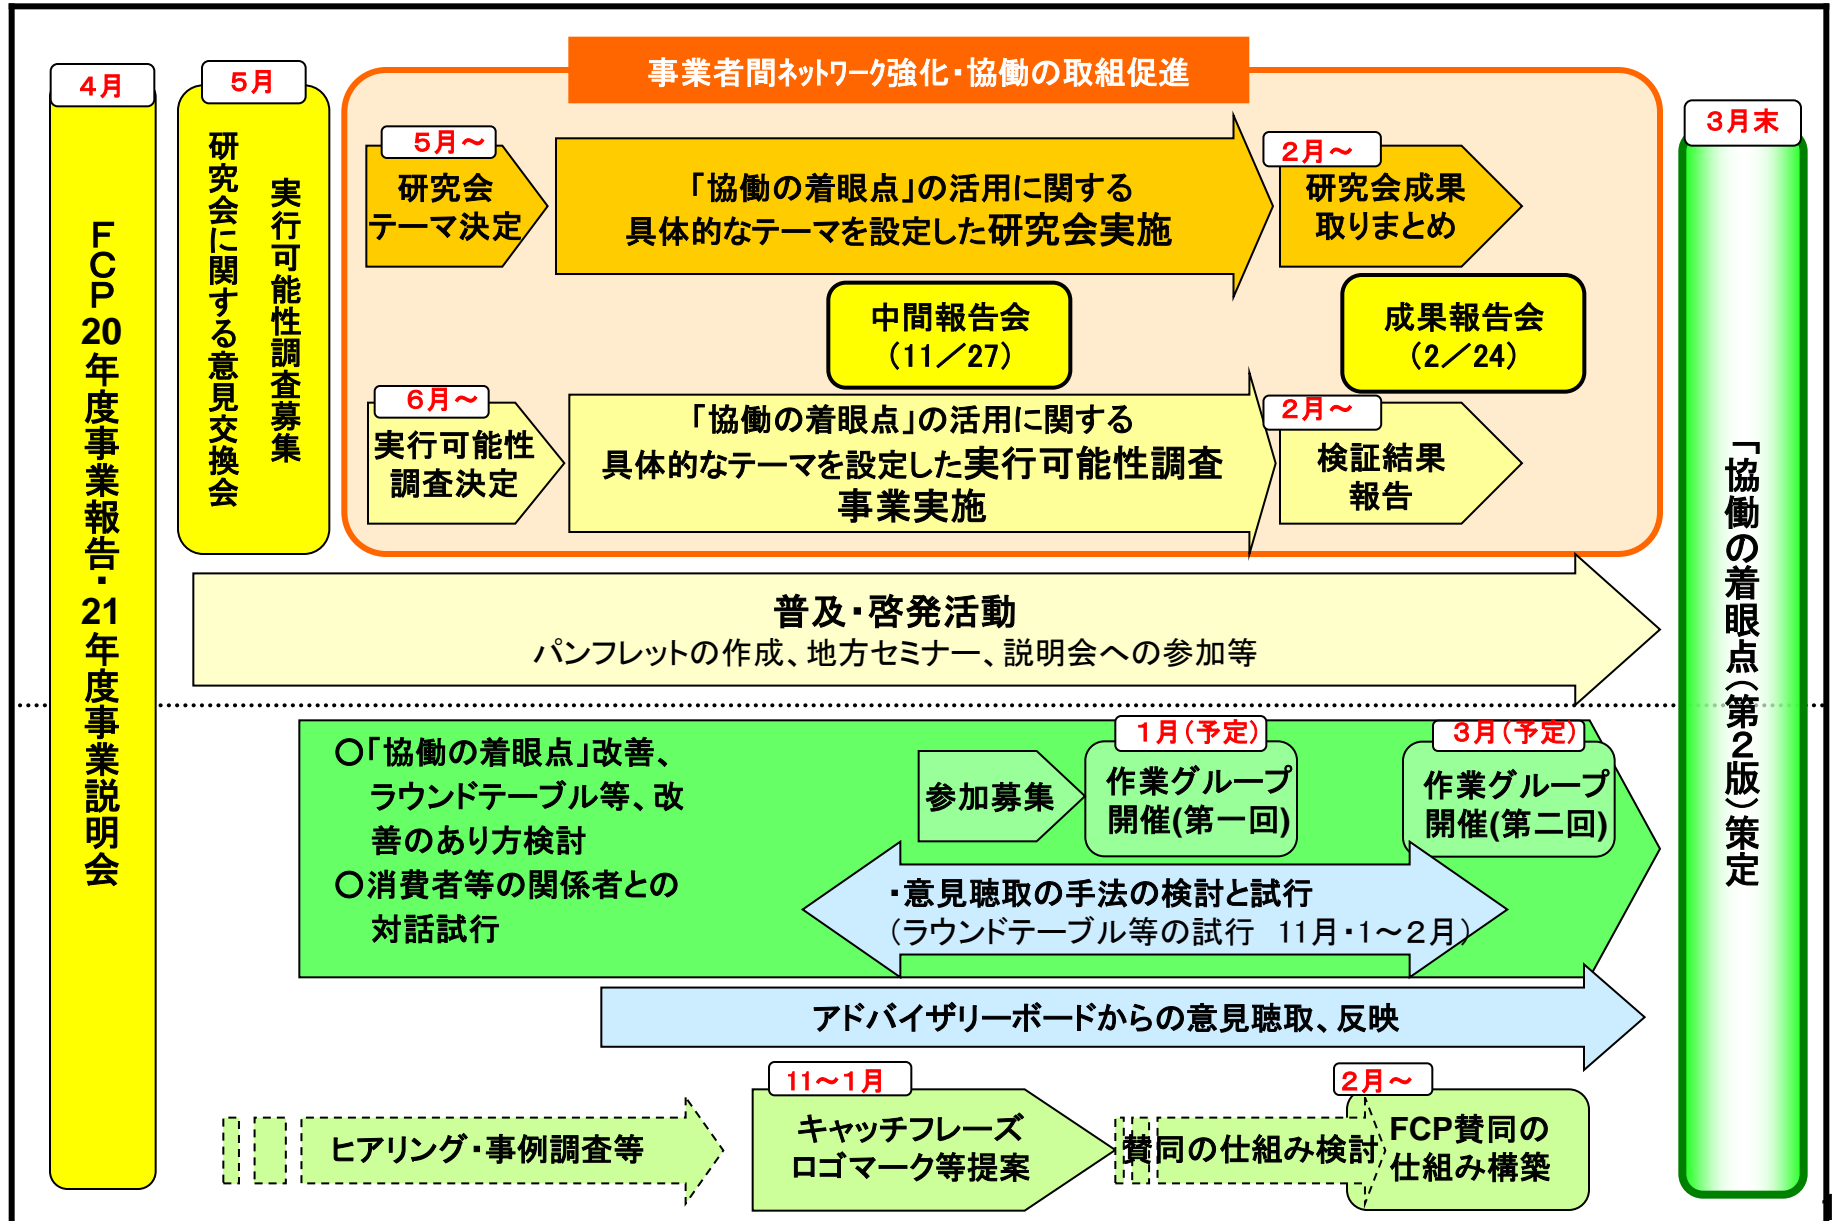 4月
FCP20年度事業報告・21年度事業説明会
5月
実行可能性調査募集
研究会に関する意見交換会
事業者間ネットワーク強化・協働の取組促進
5月～
研究会
テーマ決定
「協働の着眼点」の活用に関する
具体的なテーマを設定した研究会実施
2月～
研究会成果
取りまとめ
中間報告会
（11／27）
成果報告会
（2／24）
6月～
実行可能性
調査決定
「協働の着眼点」の活用に関する
具体的なテーマを設定した実行可能性調査
事業実施
2月～
検証結果
報告
普及・啓発活動
パンフレットの作成、地方セミナー、説明会への参加等
○「協働の着眼点」改善、
ラウンドテーブル等、改
善のあり方検討
○消費者等の関係者との
対話試行
参加募集
1月（予定）
作業グループ
開催(第一回)
3月（予定）
作業グループ
開催(第二回)
・意見聴取の手法の検討と試行
（ラウンドテーブル等の試行　11月・1～2月）
アドバイザリーボードからの意見聴取、反映
ヒアリング・事例調査等
11～1月
キャッチフレーズ
ロゴマーク等提案
賛同の仕組み検討
2月～
FCP賛同の
仕組み構築
3月末
「協働の着眼点（第2版）策定